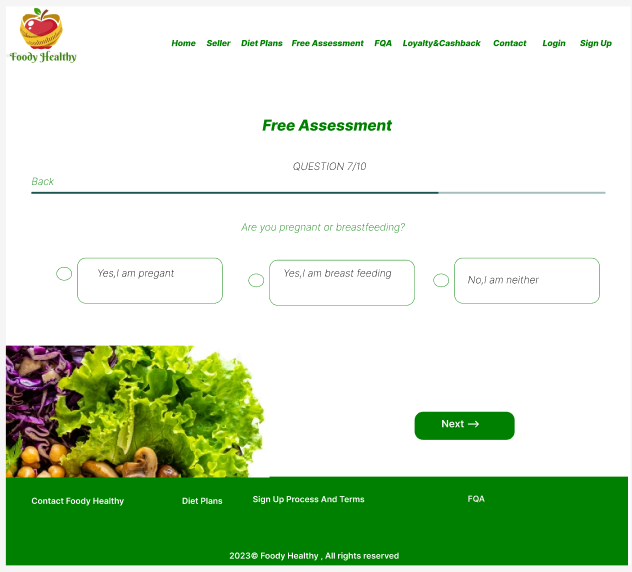 Foody Healthy
Home Seller Diet Plans Free Assessment FQA Loyalty&Cashback Contact Login Sign Up
Free Assessment
QUESTION 7/10
Back
Are you pregnant or breastfeeding?
Yes,I am pregant
Yes,I am breast feeding
No,I am neither
Next →
Contact Foody Healthy Diet Plans Sign Up Process And Terms FQA
2023© Foody Healthy , All rights reserved